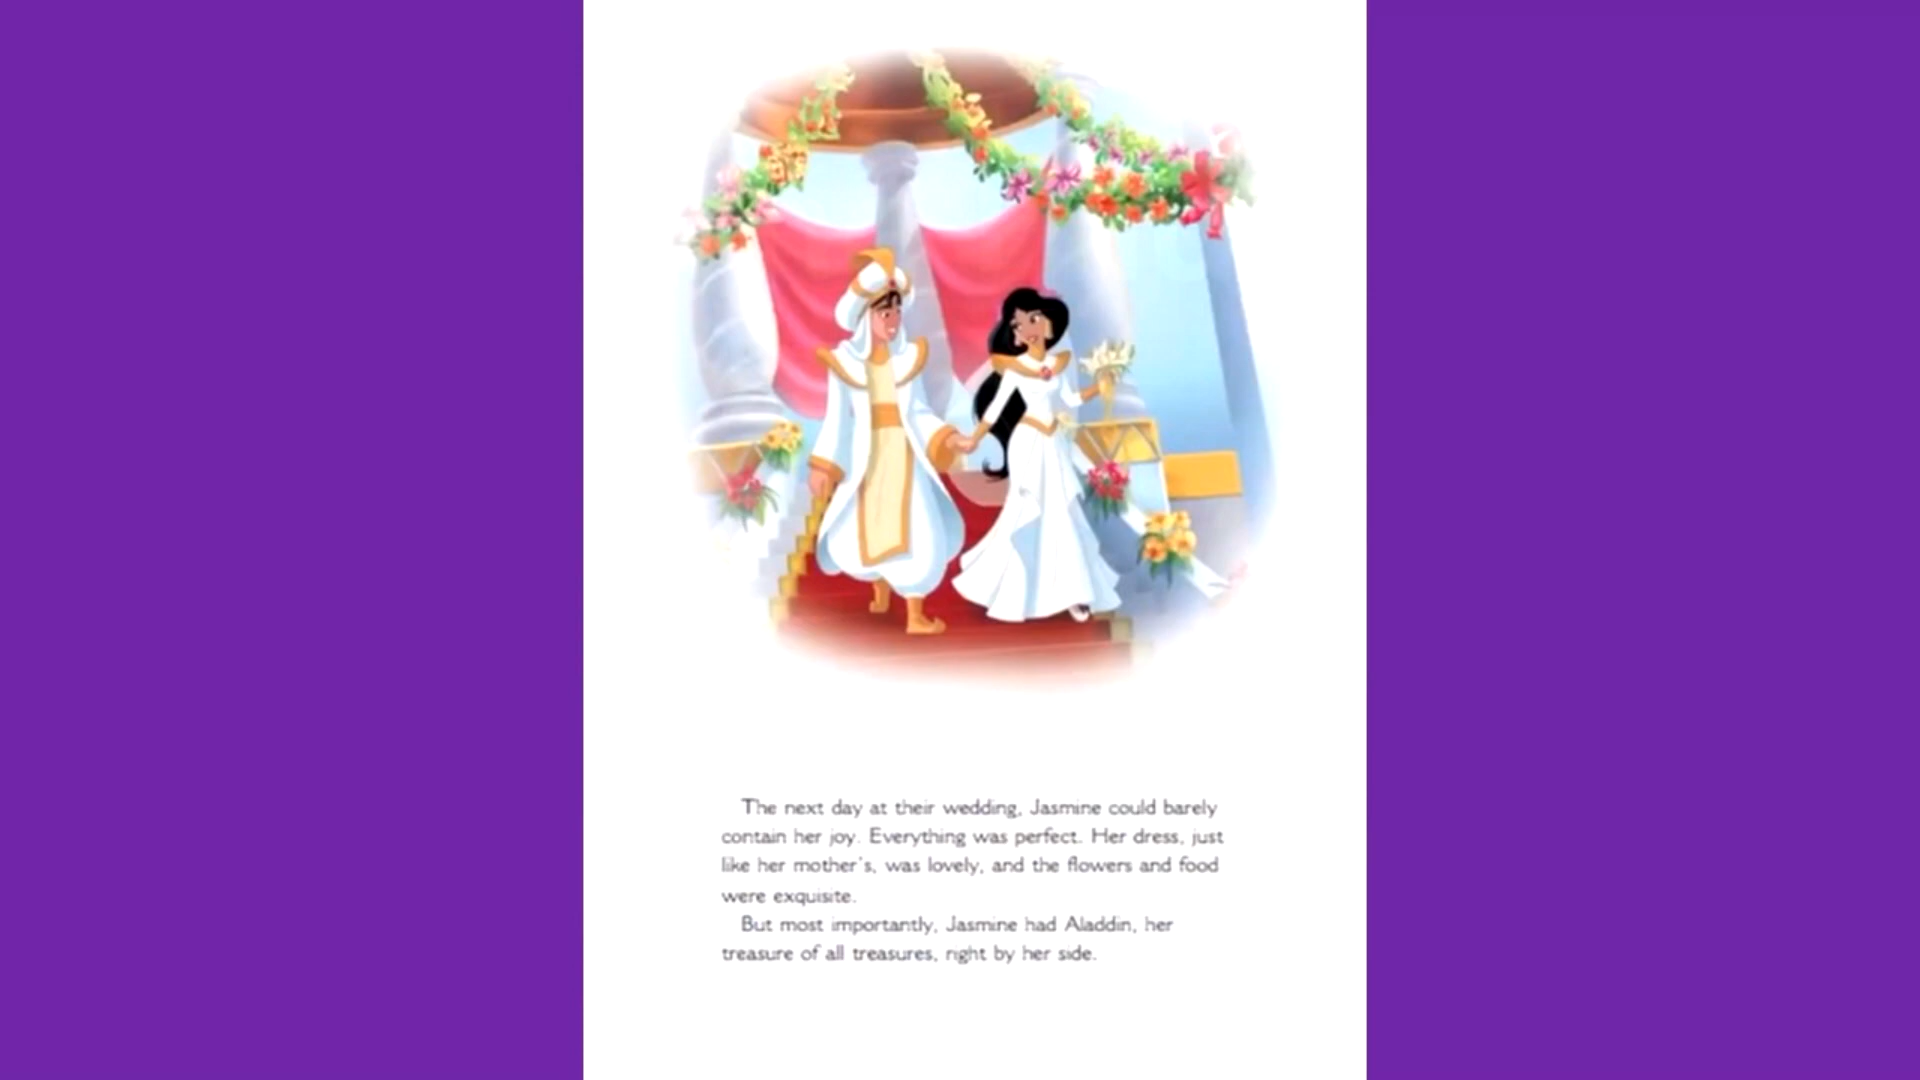 The next day at their wedding, Jasmine could barely
contain her joy. Everything was perfect. Her dress, just
like her mother's, was lovely, and the flowers and food
were exquisite.
But most importantly, Jasmine had Aladdin, her
treasure of all treasures, right by her side.